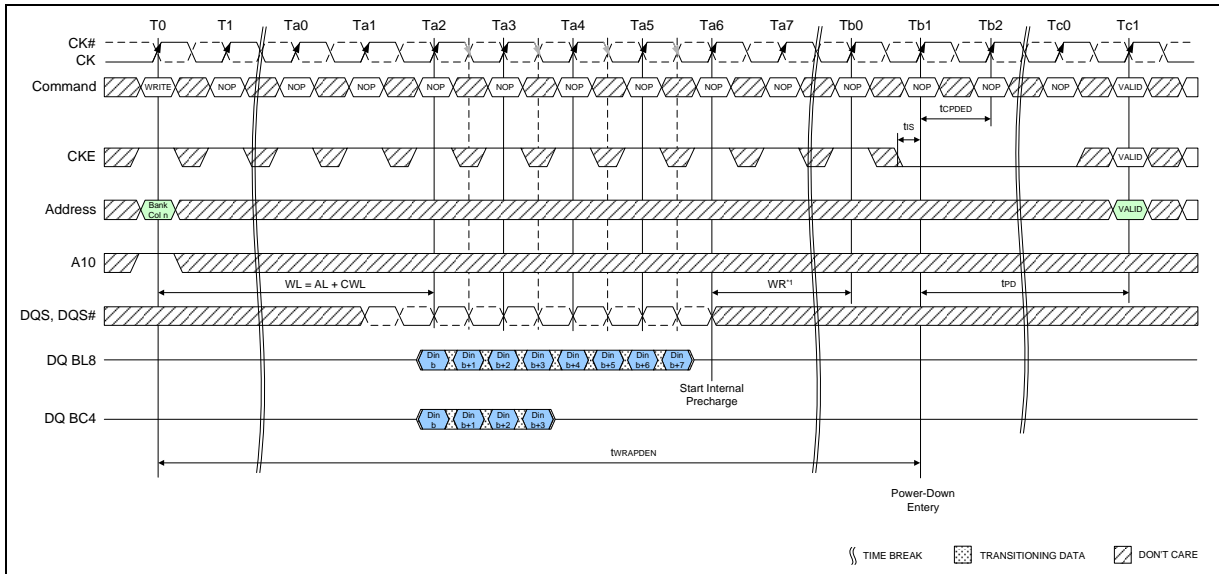 T0 T1 Ta0 Ta1 Ta2 Ta3 Ta4 Ta5 Ta6 Ta7 Tb0 Tb1 Tb2 Tc0 Tc1
CK#
CK
Command WRITE NOP NOP NOP NOP NOP NOP NOP NOP NOP NOP NOP NOP NOP VALID
tCPDED
tIS
CKE VALID
Address Bank Col n VALID
A10
WL = AL + CWL WR*1 tPD
DQS, DQS#
DQ BL8 Din b Din b+1 Din b+2 Din b+3 Din b+4 Din b+5 Din b+6 Din b+7
Start Internal
Precharge
DQ BC4 Din b Din b+1 Din b+2 Din b+3
tWRAPDEN
Power-Down
Entery
TIME BREAK TRANSITIONING DATA DON'T CARE